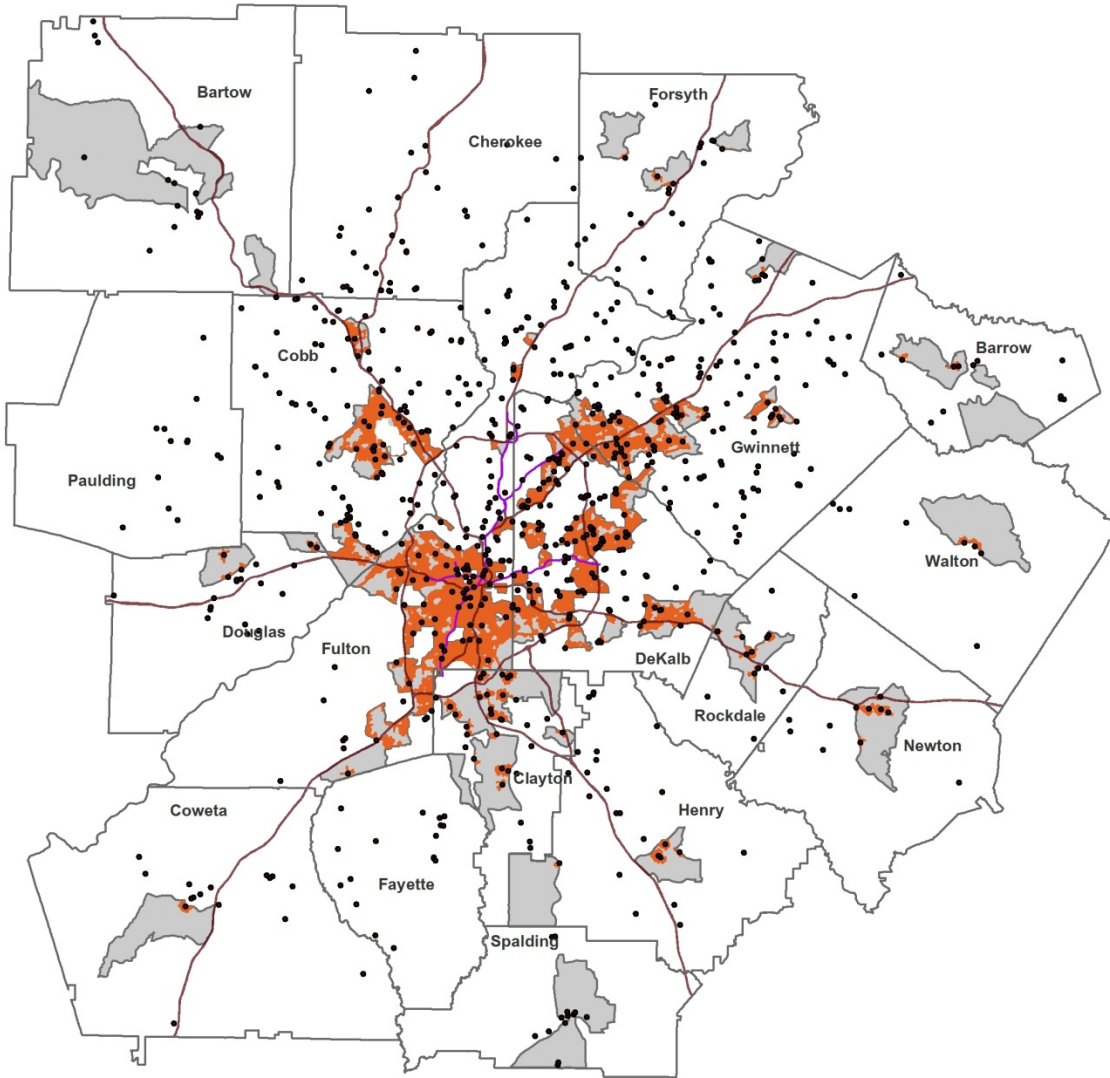 Bartow
Forsyth
Cherokee
Cobb
Barrow
Gwinnett
Paulding
Walton
Douglas
Fulton
DeKalb
Rockdale
Newton
Clayton
Coweta
Henry
Fayette
Spalding